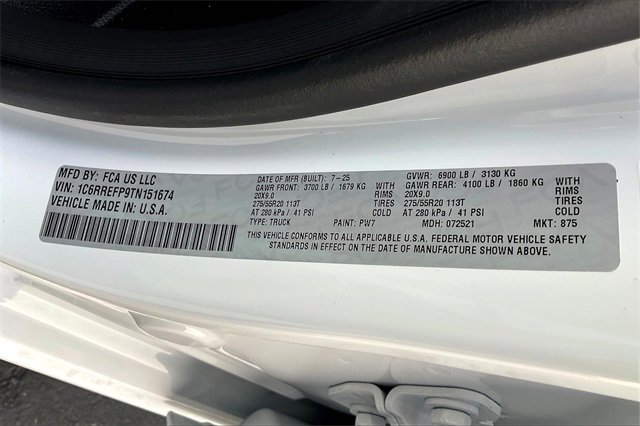 MFD BY: FCA US LLC
VIN: 1C6RREFP9TN151674
VEHICLE MADE IN: U.S.A.
DATE OF MFR (BUILT): 7-25 GVWR: 6900 LB / 3130 KG
GAWR FRONT: 3700 LB / 1679 KG WITH GAWR REAR: 4100 LB / 1860 KG WITH
20X9.0 RIMS 20X9.0 RIMS
275/55R20 113T TIRES 275/55R20 113T TIRES
AT 280 kPa / 41 PSI COLD AT 280 kPa / 41 PSI COLD
TYPE: TRUCK PAINT: PW7 MDH: 072521 MKT: 875
THIS VEHICLE CONFORMS TO ALL APPLICABLE U.S.A. FEDERAL MOTOR VEHICLE SAFETY
STANDARDS IN EFFECT ON THE DATE OF MANUFACTURE SHOWN ABOVE.